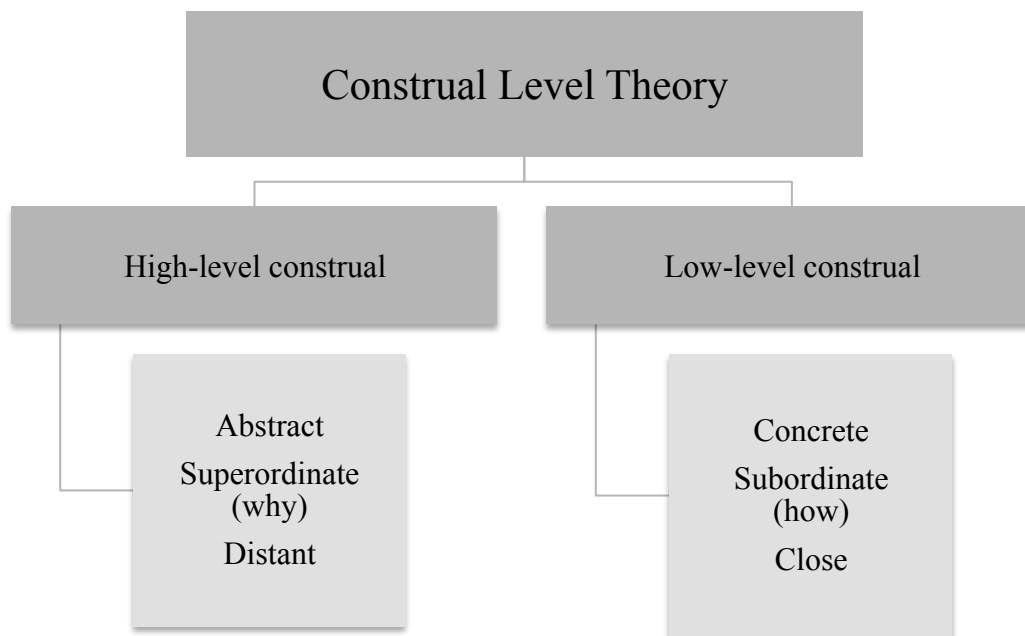 Construal Level Theory
High-level construal
Abstract
Superordinate
(why)
Distant
Low-level construal
Concrete
Subordinate
(how)
Close